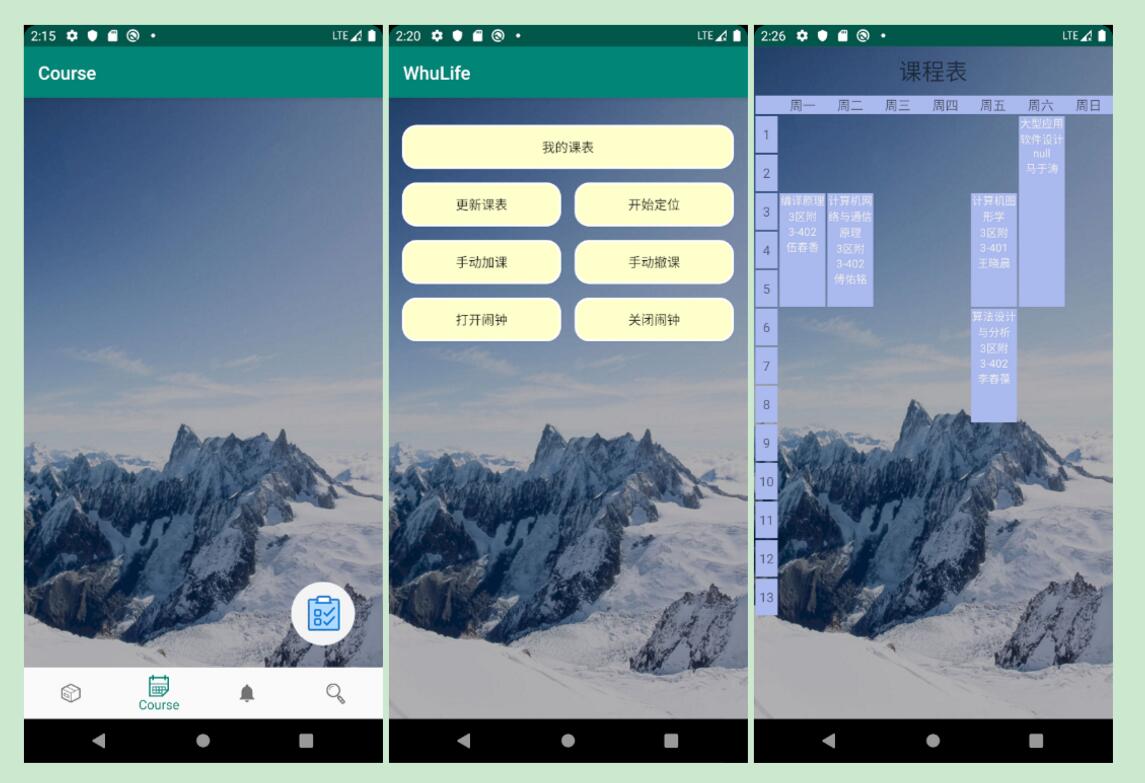 2:15
LTE
Course
Course
2:20
LTE
WhuLife
我的课表
更新课表
开始定位
手动加课
手动撤课
打开闹钟
关闭闹钟
2:26
LTE
课程表
周一 周二 周三 周四 周五 周六 周日
1
2
3
4
5
6
7
8
9
10
11
12
13
编译原理
3区附
3-402
伍春香
计算机网
络与通信
原理
3区附
3-402
傅佑铭
计算机图
形学
3区附
3-401
王晓晨
算法设计
与分析
3区附
3-402
李春葆
大型应用
软件设计
null
马于涛